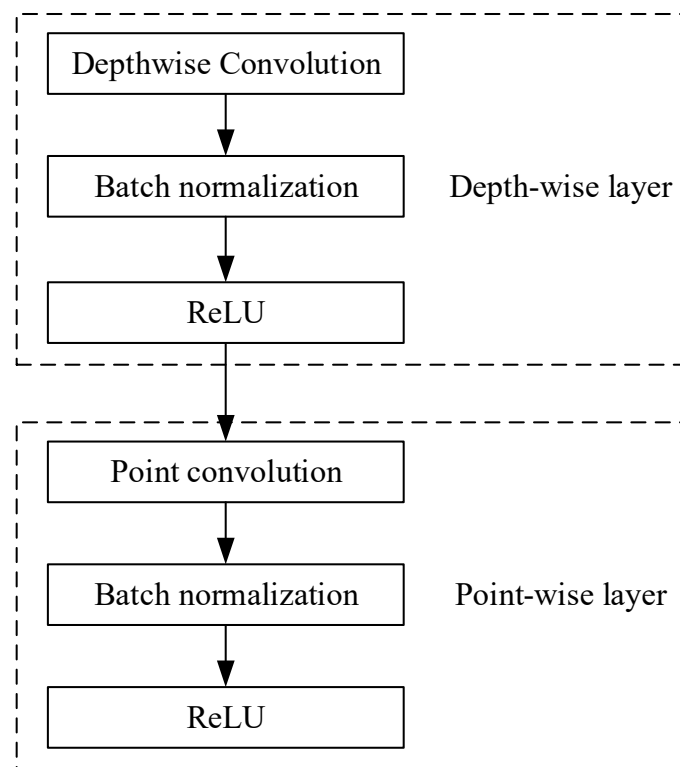 Depthwise Convolution
Batch normalization
Depth-wise layer
ReLU
Point convolution
Batch normalization
Point-wise layer
ReLU